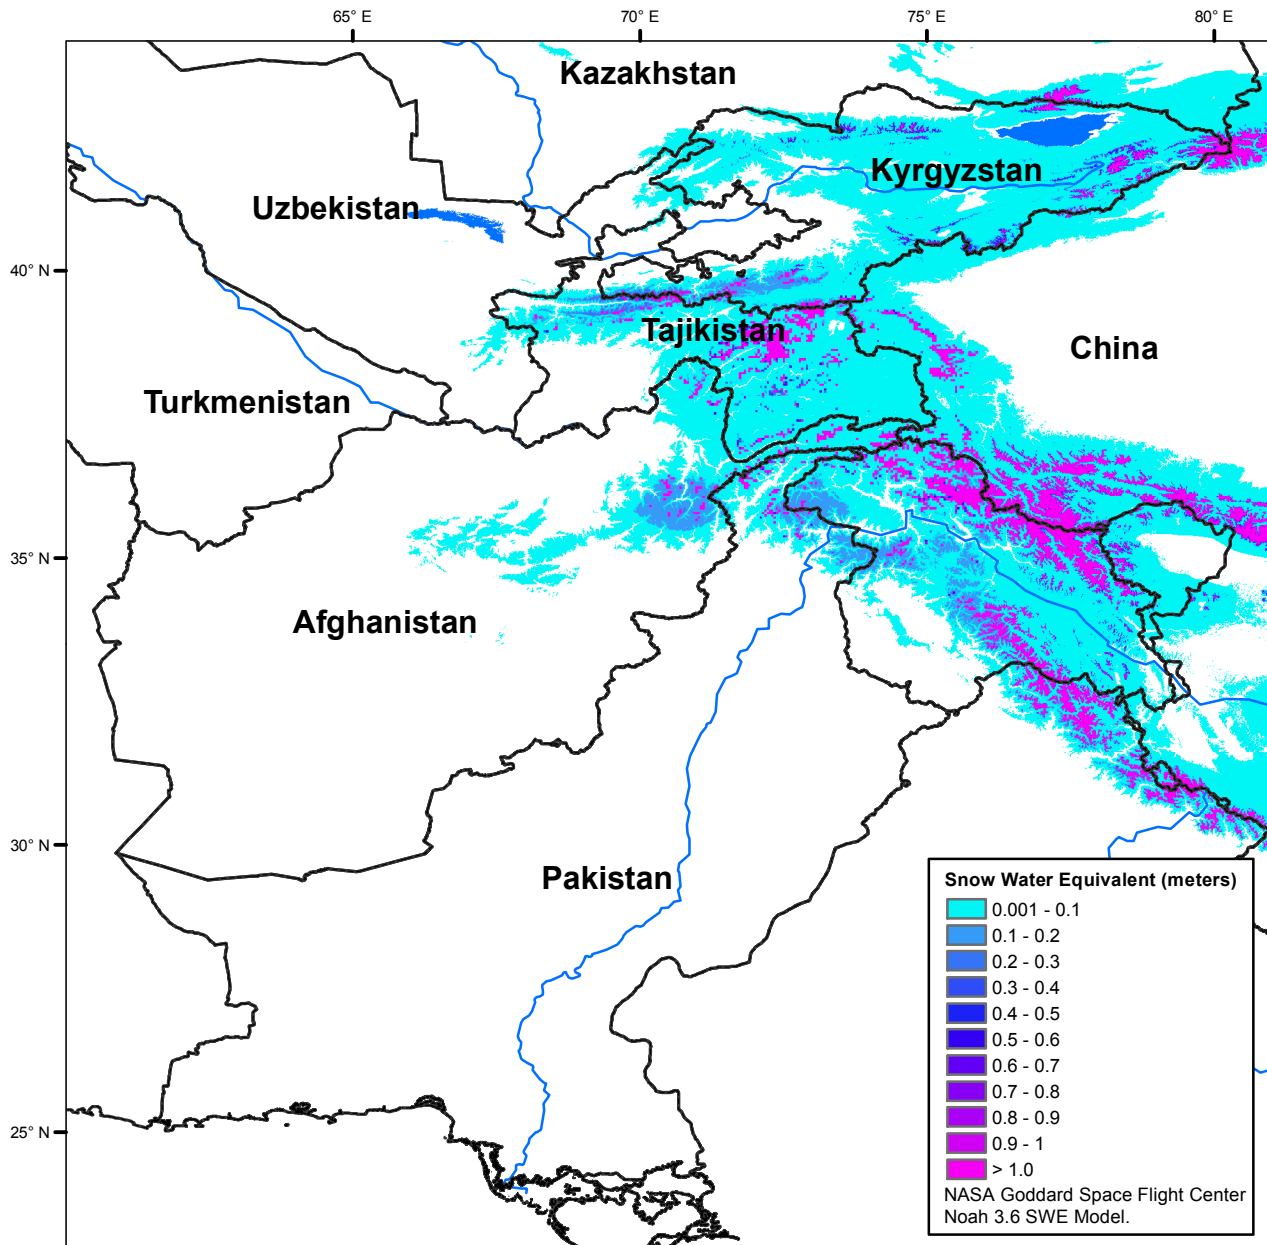 65° E
70° E
75° E
80° E
Kazakhstan
Kyrgyzstan
Uzbekistan
40° N
Tajikistan
China
Turkmenistan
35° N
Afghanistan
30° N
Pakistan
25° N
Snow Water Equivalent (meters)
0.001 - 0.1
0.1 - 0.2
0.2 - 0.3
0.3 - 0.4
0.4 - 0.5
0.5 - 0.6
0.6 - 0.7
0.7 - 0.8
0.8 - 0.9
0.9 - 1
> 1.0
NASA Goddard Space Flight Center
Noah 3.6 SWE Model.